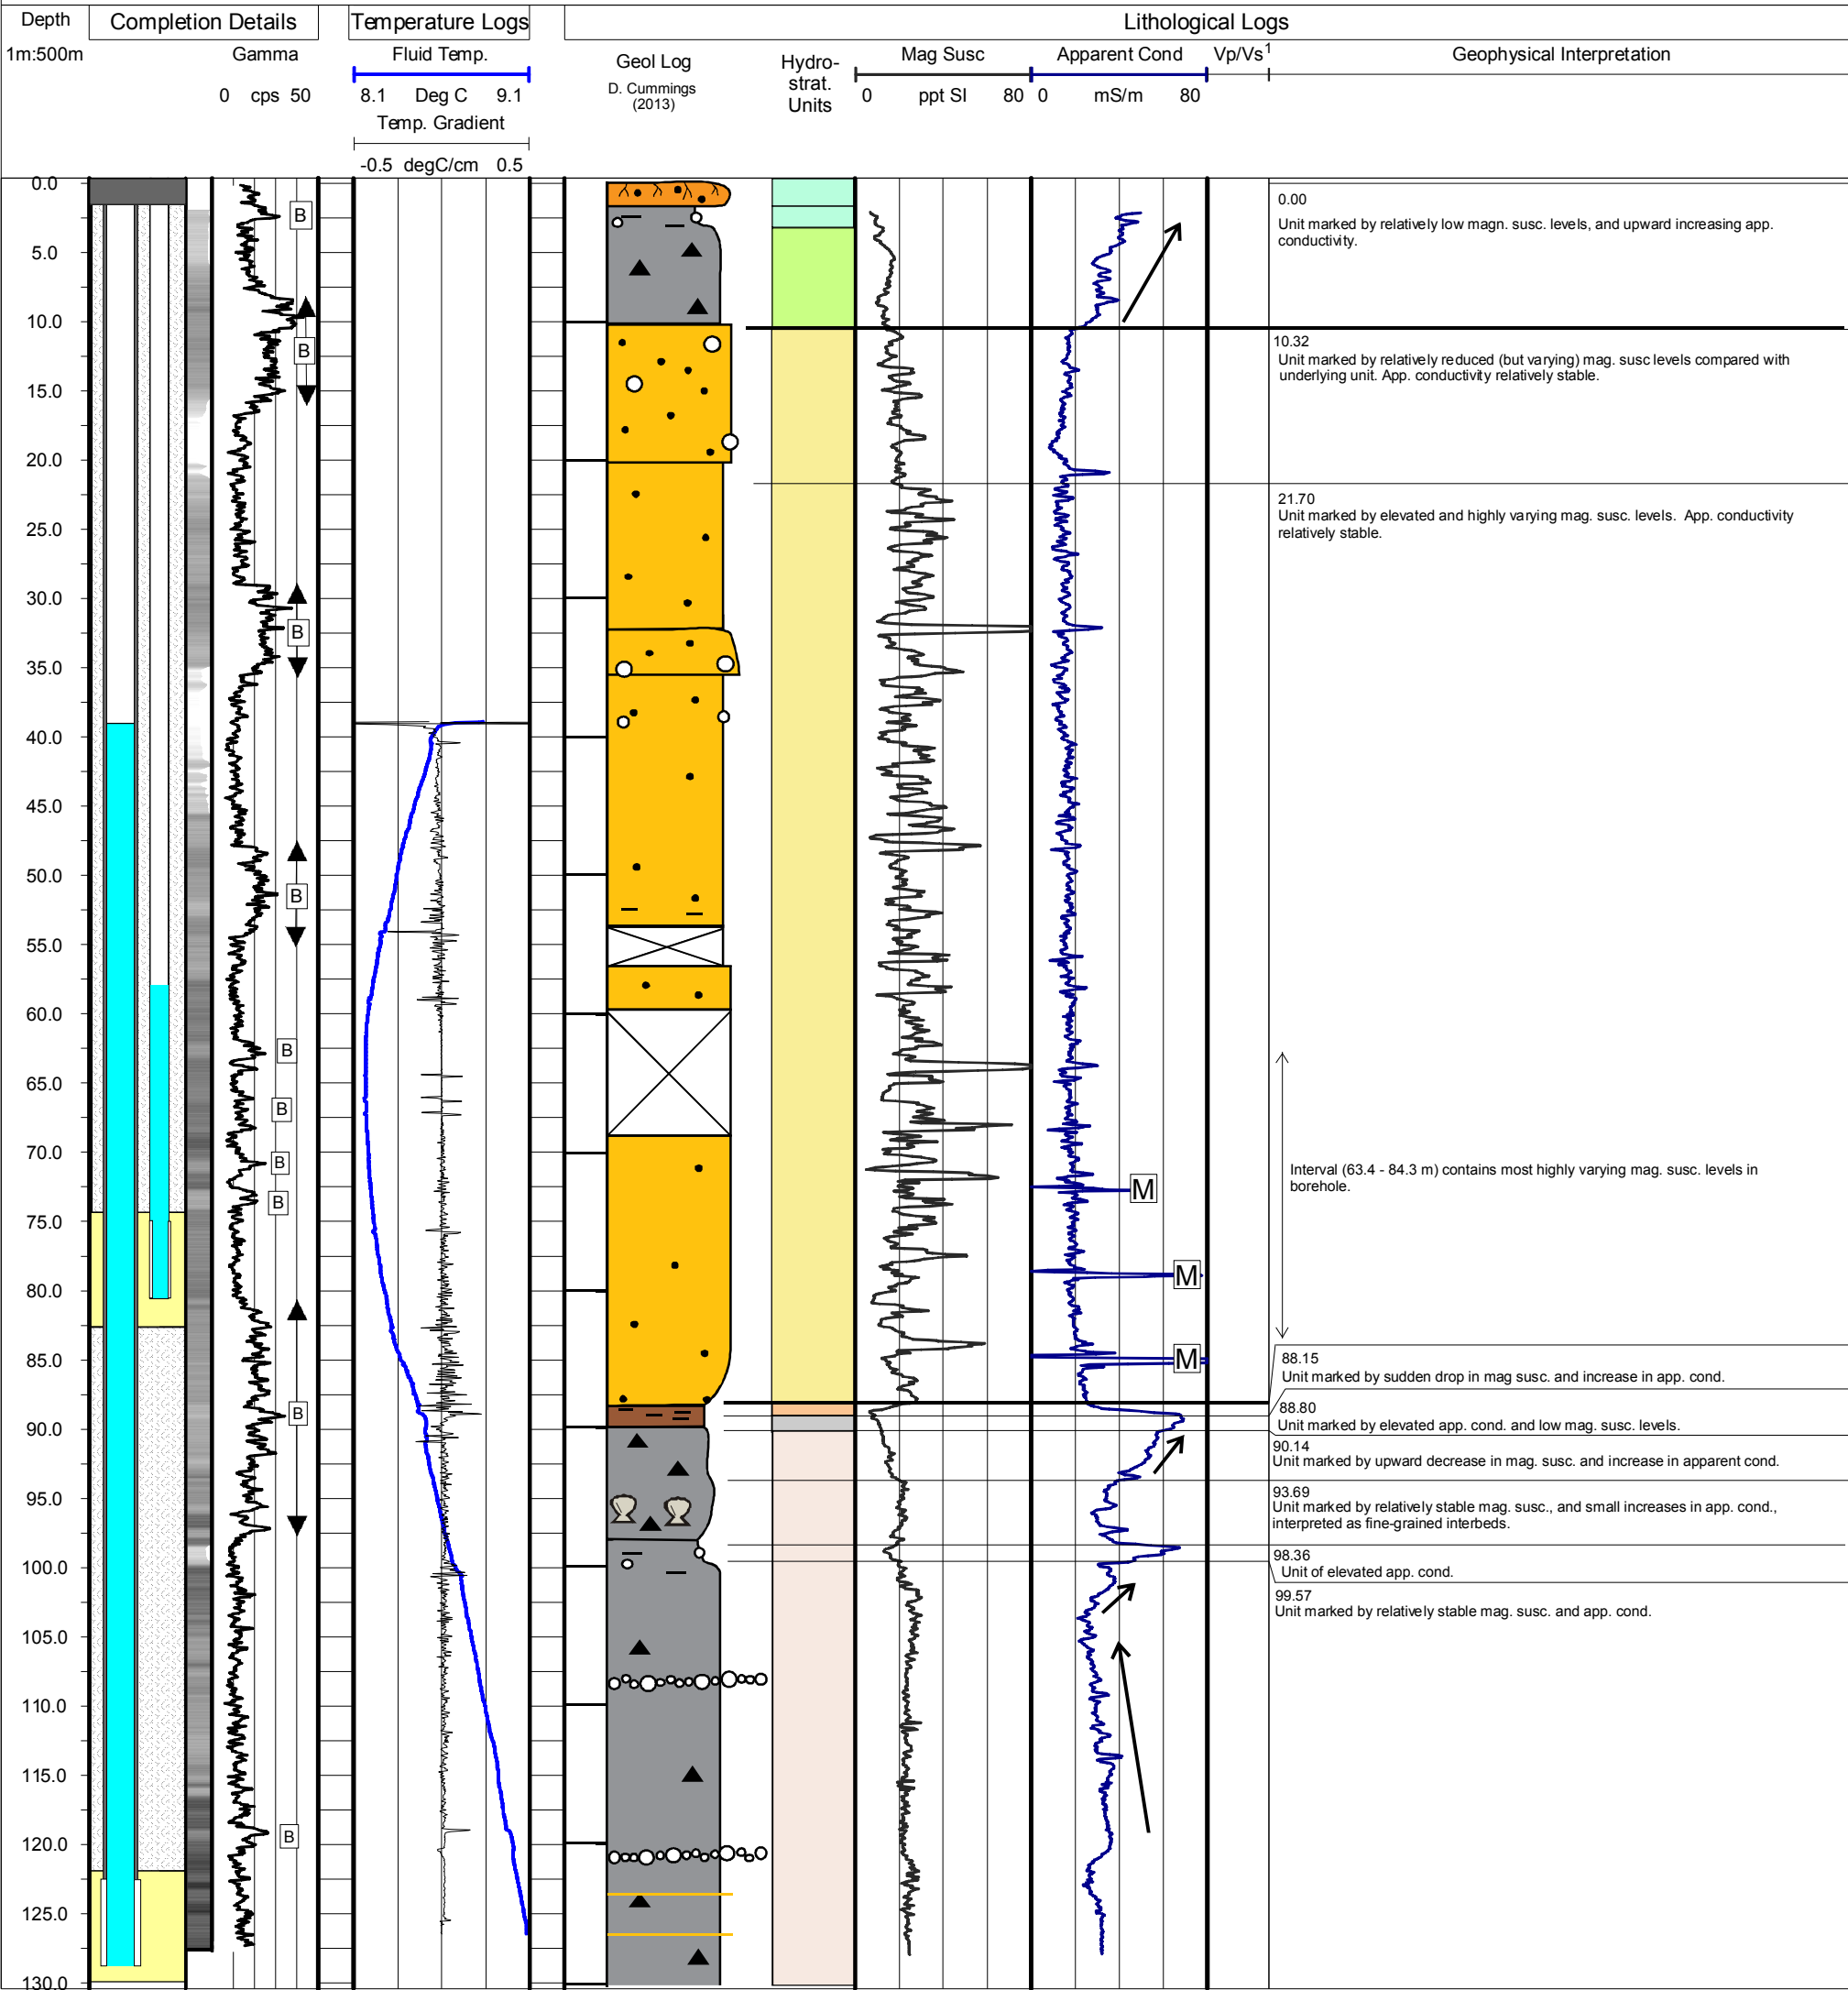 Depth
Completion Details
Temperature Logs
Lithological Logs
1m:500m
Gamma
Fluid Temp.
Geol Log
Hydro-
strat.
Units
Mag Susc
Apparent Cond
Vp/Vs1
Geophysical Interpretation
D. Cummings
(2013)
0 cps 50
8.1 Deg C 9.1
0 ppt SI 80
0 mS/m 80
Temp. Gradient
-0.5 degC/cm 0.5
0.0
0.00
B
Unit marked by relatively low magn. susc. levels, and upward increasing app.
conductivity.
5.0
10.0
10.32
B
Unit marked by relatively reduced (but varying) mag. susc levels compared with
underlying unit. App. conductivity relatively stable.
15.0
20.0
21.70
Unit marked by elevated and highly varying mag. susc. levels. App. conductivity
relatively stable.
25.0
30.0
B
35.0
40.0
45.0
50.0
B
55.0
60.0
B
65.0
B
70.0
B
Interval (63.4 - 84.3 m) contains most highly varying mag. susc. levels in
borehole.
M
B
75.0
M
80.0
85.0
M
88.15
Unit marked by sudden drop in mag susc. and increase in app. cond.
88.80
B
Unit marked by elevated app. cond. and low mag. susc. levels.
90.0
90.14
Unit marked by upward decrease in mag. susc. and increase in apparent cond.
95.0
93.69
Unit marked by relatively stable mag. susc., and small increases in app. cond.,
interpreted as fine-grained interbeds.
98.36
100.0
Unit of elevated app. cond.
99.57
Unit marked by relatively stable mag. susc. and app. cond.
105.0
110.0
115.0
B
120.0
125.0
130.0